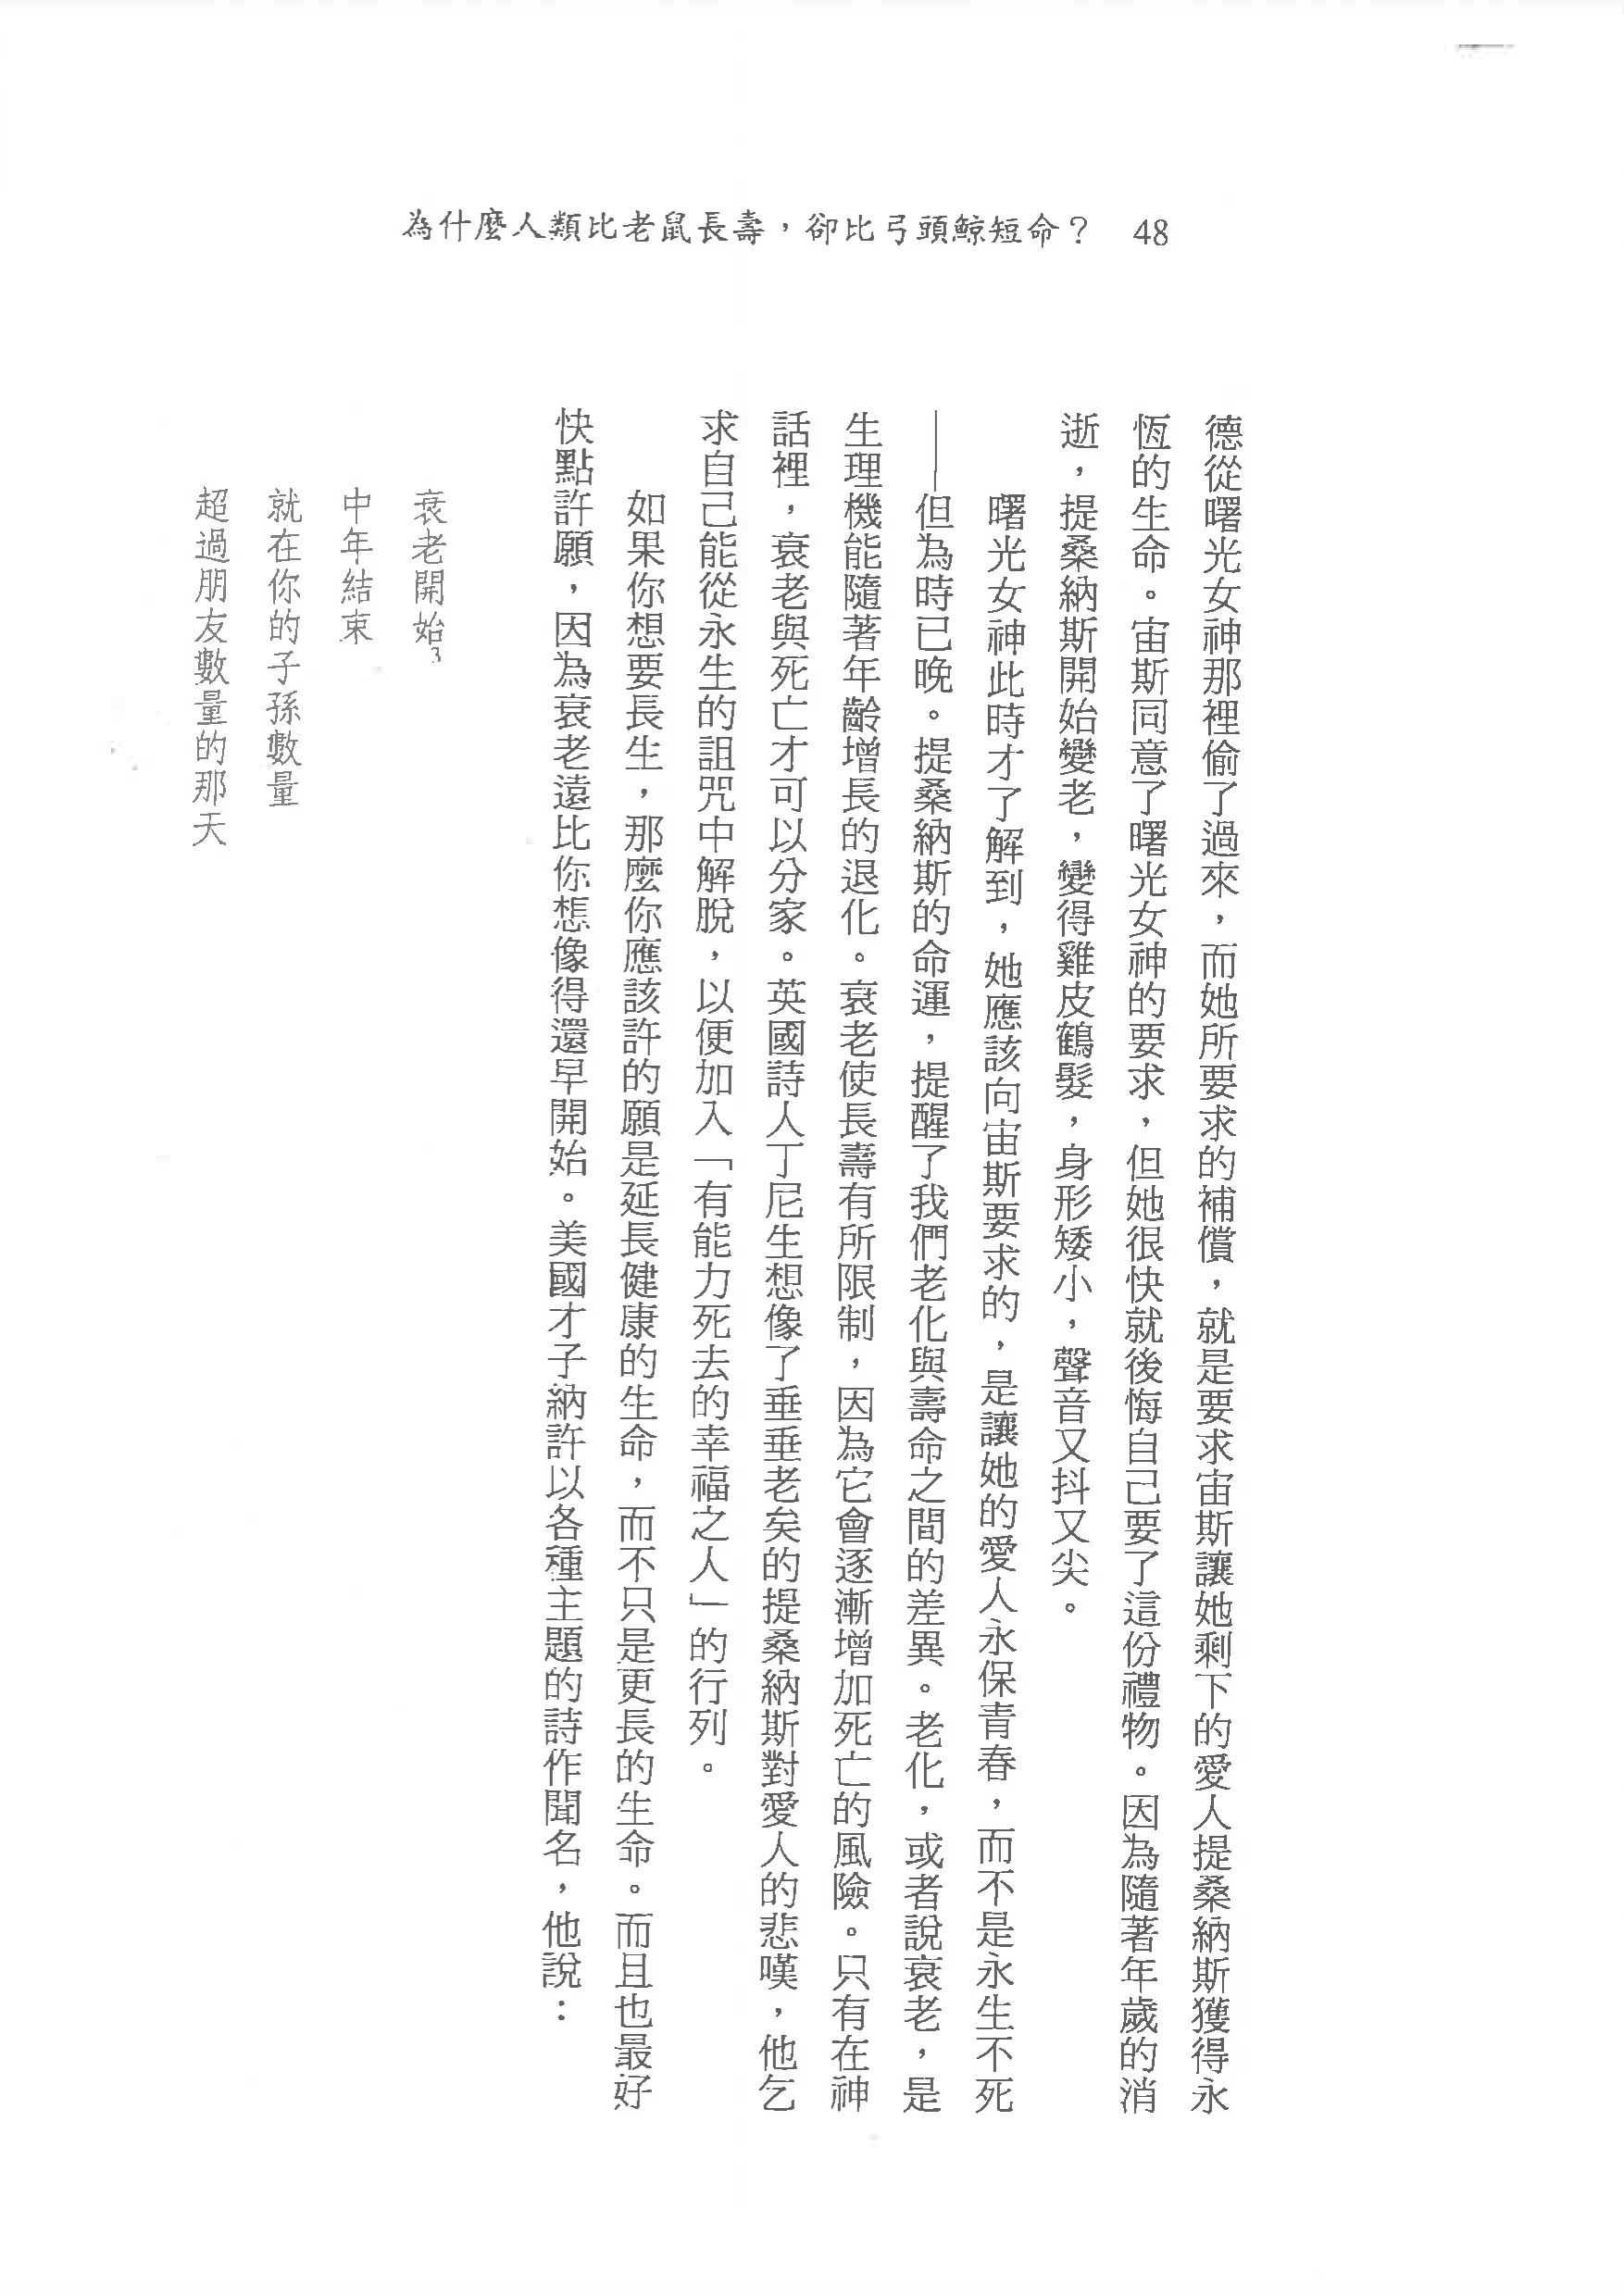 為什麼人類比老鼠長壽，卻比弓頭鯨短命？ 48
德從曙光女神那裡偷了過來，而她所要求的補償，就是要求宙斯讓她剩下的愛人提桑納斯獲得永
恆的生命。宙斯同意了曙光女神的要求，但她很快就後悔自己要了這份禮物。因為隨著年歲的消
逝，提桑納斯開始變老，變得雞皮鶴髮，身形矮小，聲音又抖又尖。
曙光女神此時才了解到，她應該向宙斯要求的，是讓她的愛人永保青春，而不是永生不死
——但為時已晚。提桑納斯的命運，提醒了我們老化與壽命之間的差異。老化，或者說衰老，是
生理機能隨著年齡增長的退化。衰老使長壽有所限制，因為它會逐漸增加死亡的風險。只有在神
話裡，衰老與死亡才可以分家。英國詩人丁尼生想像了垂垂老矣的提桑納斯對愛人的悲嘆，他乞
求自己能從永生的詛咒中解脫，以便加入「有能力死去的幸福之人」的行列。
如果你想要長生，那麼你應該許的願是延長健康的生命，而不只是更長的生命。而且也最好
快點許願，因為衰老遠比你想像得還早開始。美國才子納許以各種主題的詩作聞名，他說：
衰老開始3
中年結束
就在你的子孫數量
超過朋友數量的那天